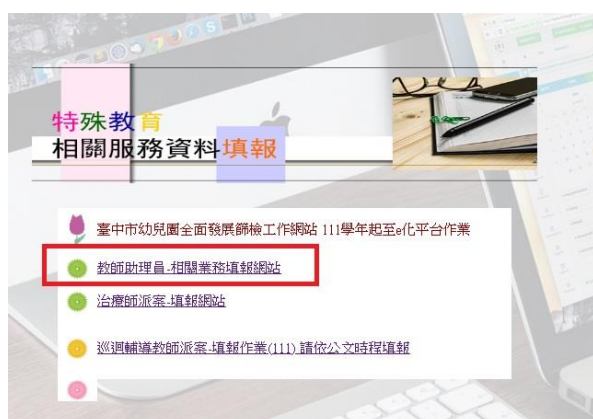 特殊教育
相關服務資料填報
臺中市幼兒園全面發展篩檢工作網站 111學年起至e化平台作業
教師助理員-相關業務填報網站
治療師派案-填報網站
巡迴輔導教師派案-填報作業(111) 請依公文時程填報